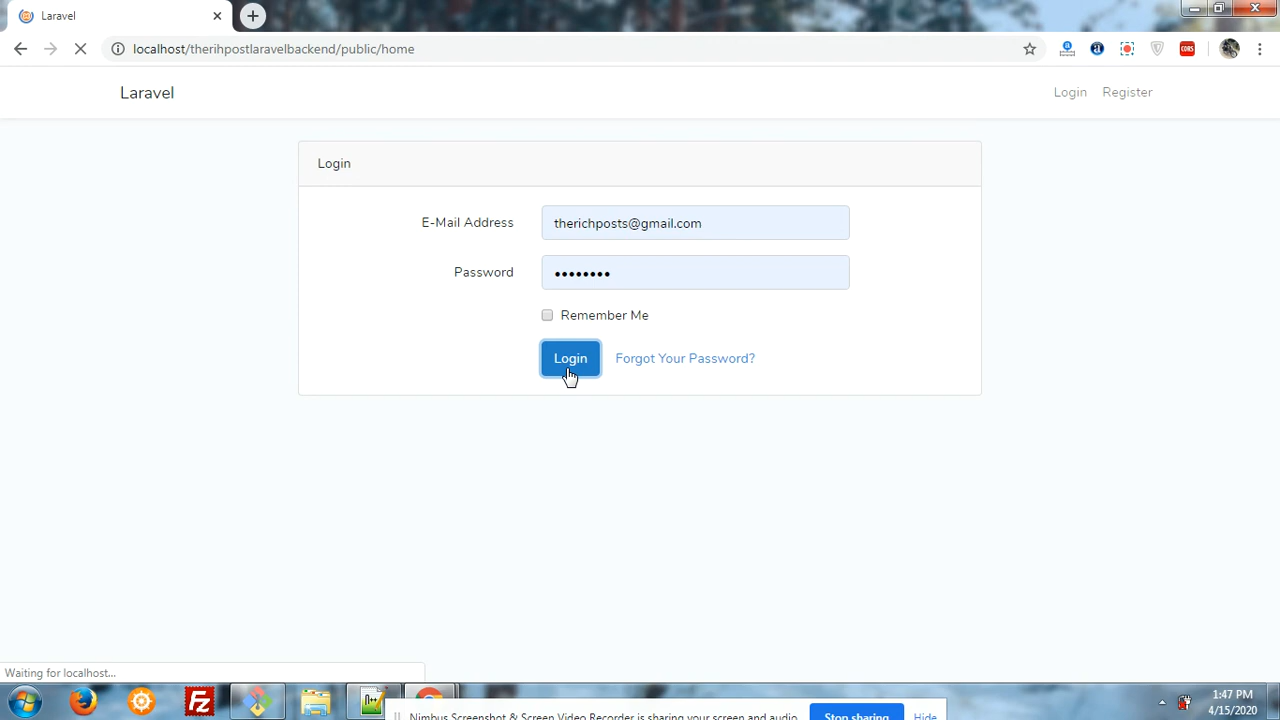 Laravel
localhost/therihpostlaravelbackend/public/home
CORS
Laravel
Login Register
Login
E-Mail Address therichposts@gmail.com
Password ••••••••
Remember Me
Login Forgot Your Password?
Waiting for localhost...
Fz
1:47 PM
4/15/2020
Nimbus Screenshot & Screen Video Recorder is sharing your screen and audio. Stop sharing Hide